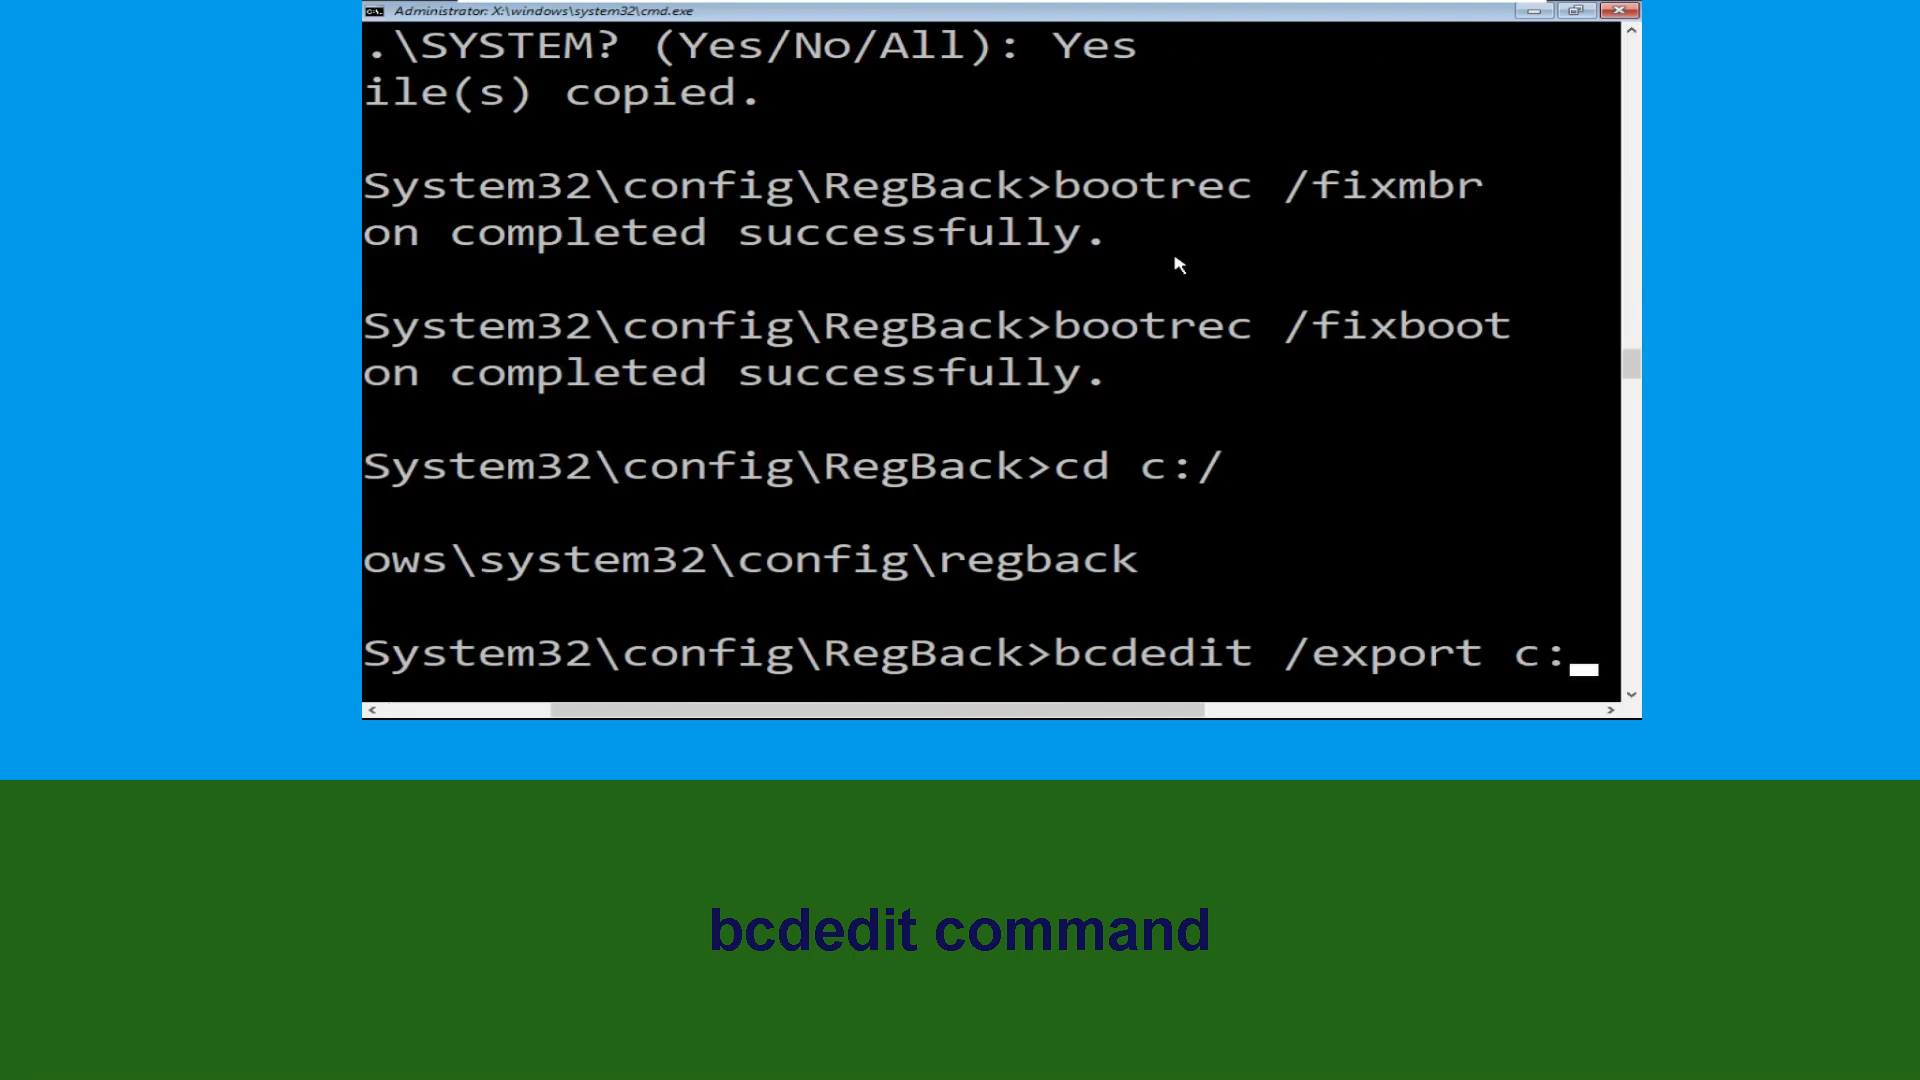 Administrator: X:\windows\system32\cmd.exe
.\SYSTEM? (Yes/No/All): Yes
ile(s) copied.
System32\config\RegBack>bootrec /fixmbr
on completed successfully.
System32\config\RegBack>bootrec /fixboot
on completed successfully.
System32\config\RegBack>cd c:/
ows\system32\config\regback
System32\config\RegBack>bcdedit /export c:
bcdedit command